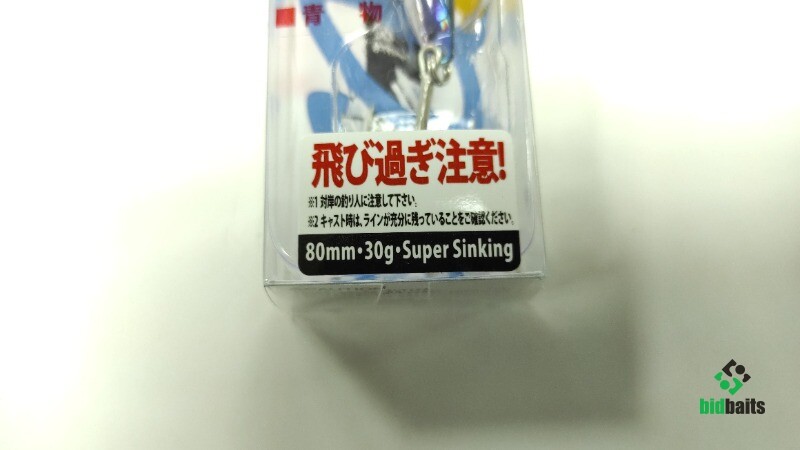 ■青物
飛び過ぎ注意!
※1 対岸の釣り人に注意して下さい。
※2 キャスト時は、ラインが充分に残っていることをご確認ください。
80mm・30g・Super Sinking
bidbaits